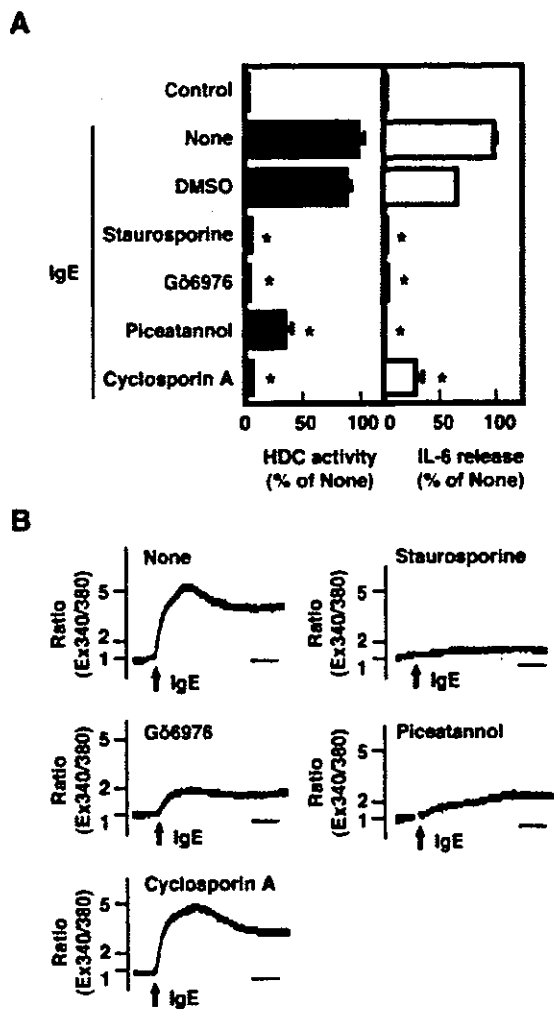 A
Control
None
DMSO
Staurosporine
IgE
Gö6976
Piceatannol
Cyclosporin A
0 50 100 0 50 100
HDC activity
(% of None)
IL-6 release
(% of None)
* *
* *
* *
* *
B
None
Ratio
(Ex340/380)
5
2
1
IgE
Staurosporine
Ratio
(Ex340/380)
5
2
1
IgE
Gö6976
Ratio
(Ex340/380)
5
2
1
IgE
Piceatannol
Ratio
(Ex340/380)
5
2
1
IgE
Cyclosporin A
Ratio
(Ex340/380)
5
2
1
IgE